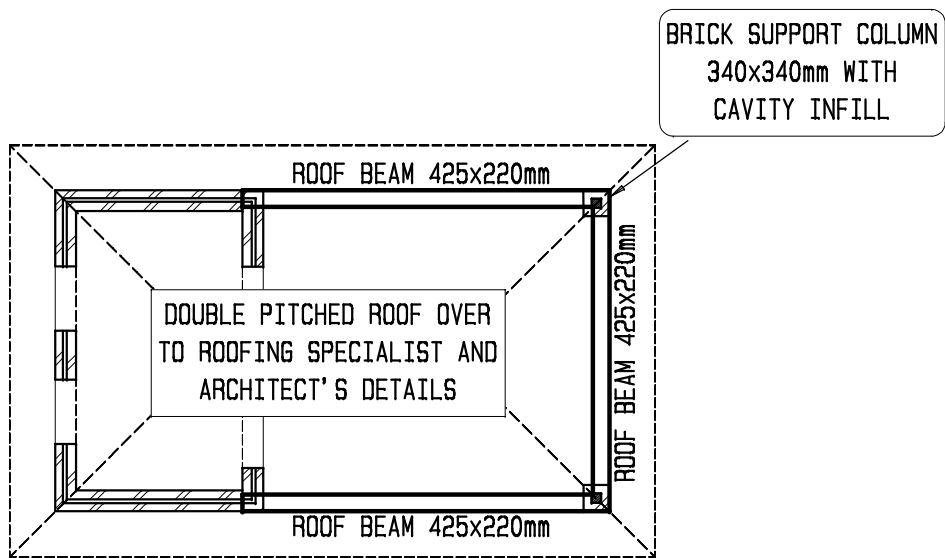 BRICK SUPPORT COLUMN
340x340mm WITH
CAVITY INFILL
ROOF BEAM 425x220mm
ROOF BEAM 425x220mm
DOUBLE PITCHED ROOF OVER
TO ROOFING SPECIALIST AND
ARCHITECT'S DETAILS
ROOF BEAM 425x220mm